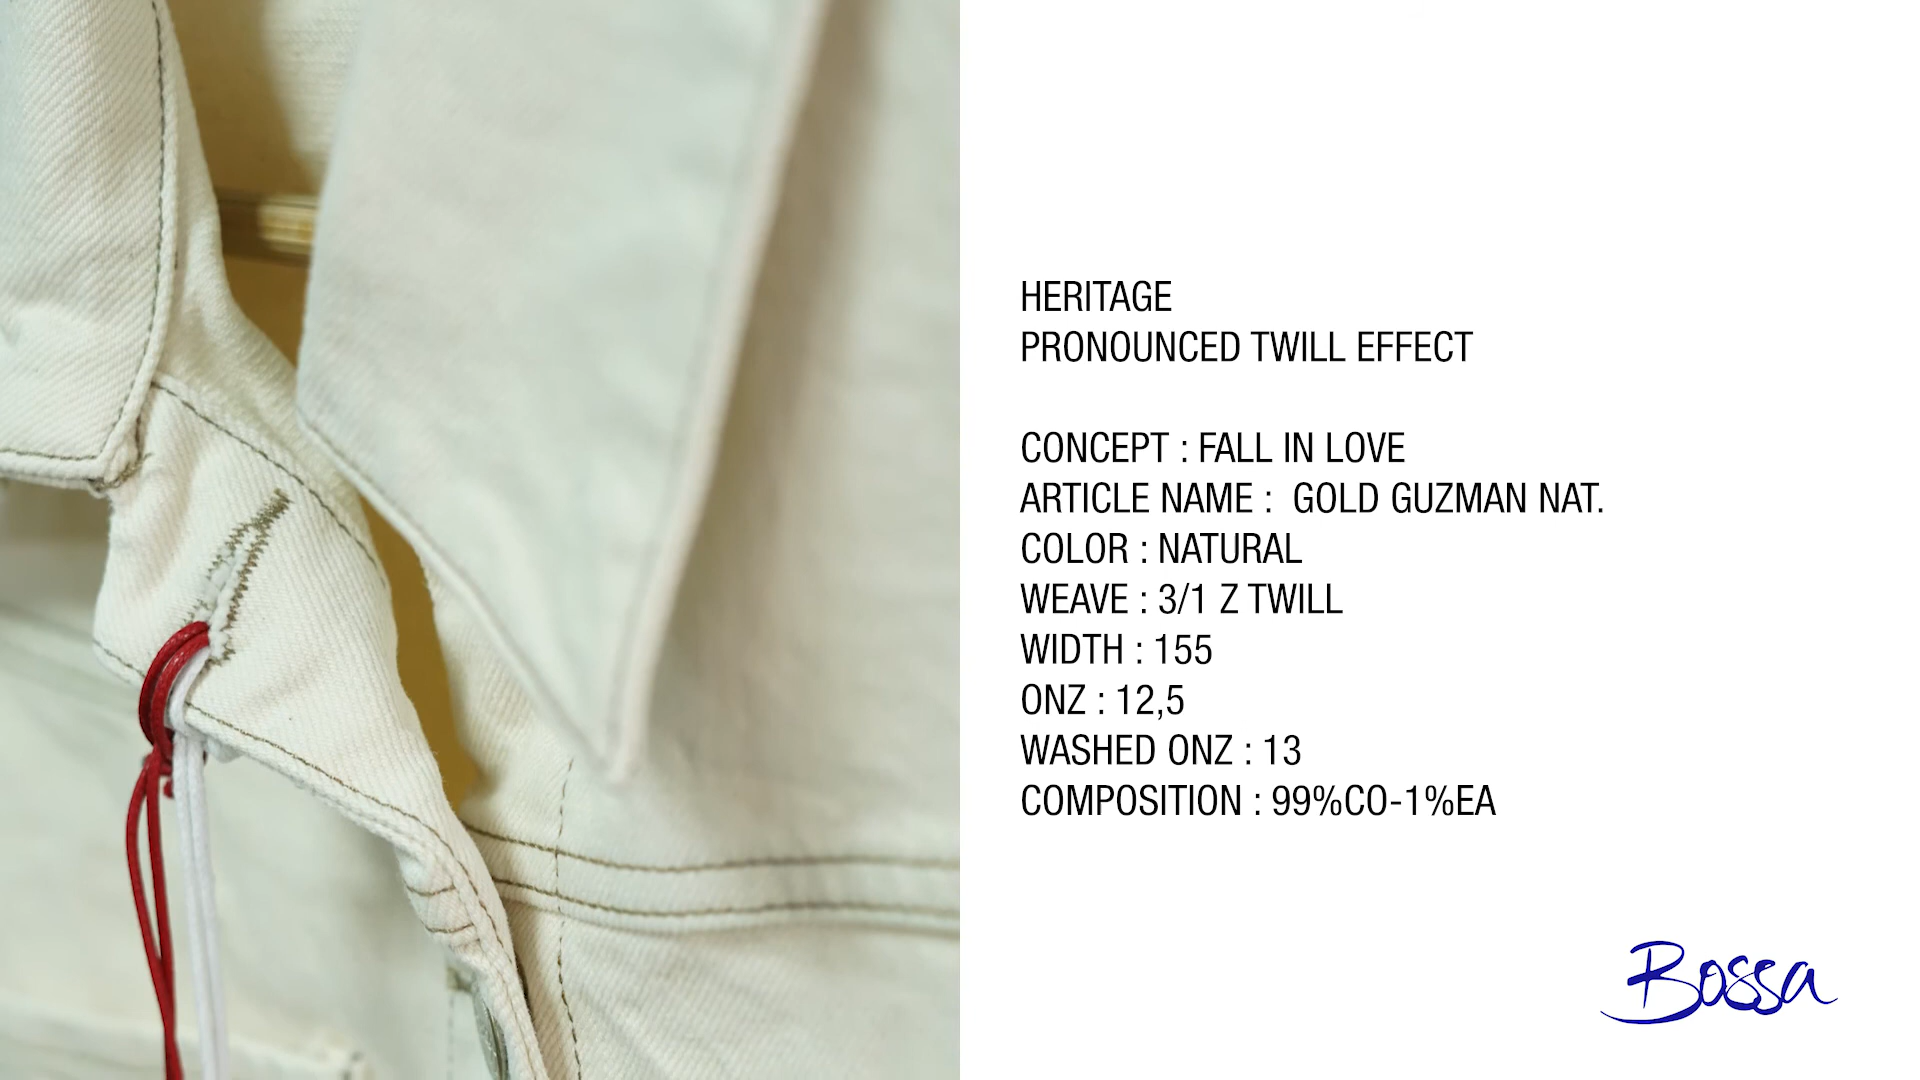 HERITAGE
PRONOUNCED TWILL EFFECT
CONCEPT : FALL IN LOVE
ARTICLE NAME :  GOLD GUZMAN NAT.
COLOR : NATURAL
WEAVE : 3/1 Z TWILL
WIDTH : 155
ONZ : 12,5
WASHED ONZ : 13
COMPOSITION : 99%CO-1%EA
Bossa